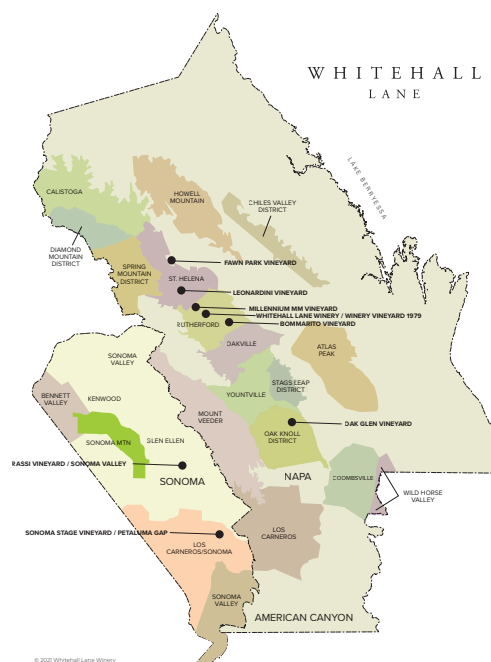 WHITEHALL
LANE
LAKE BERRYESSA
CALISTOGA
HOWELL
MOUNTAIN
CHILES VALLEY
DISTRICT
DIAMOND
MOUNTAIN
DISTRICT
SPRING
MOUNTAIN
DISTRICT
FAWN PARK VINEYARD
ST. HELENA
LEONARDINI VINEYARD
MILLENNIUM MM VINEYARD
WHITEHALL LANE WINERY / WINERY VINEYARD 1979
RUTHERFORD
BOMMARITO VINEYARD
OAKVILLE
ATLAS
PEAK
SONOMA
VALLEY
STAGS LEAP
DISTRICT
YOUNTVILLE
BENNETT
VALLEY
KENWOOD
MOUNT
VEEDER
OAK GLEN VINEYARD
OAK KNOLL
DISTRICT
SONOMA MTN
GLEN ELLEN
RASSI VINEYARD / SONOMA VALLEY
SONOMA
NAPA
COOMBSVILLE
WILD HORSE
VALLEY
SONOMA STAGE VINEYARD / PETALUMA GAP
LOS
CARNEROS/SONOMA
LOS
CARNEROS
SONOMA
VALLEY
AMERICAN CANYON
© 2021 Whitehall Lane Winery